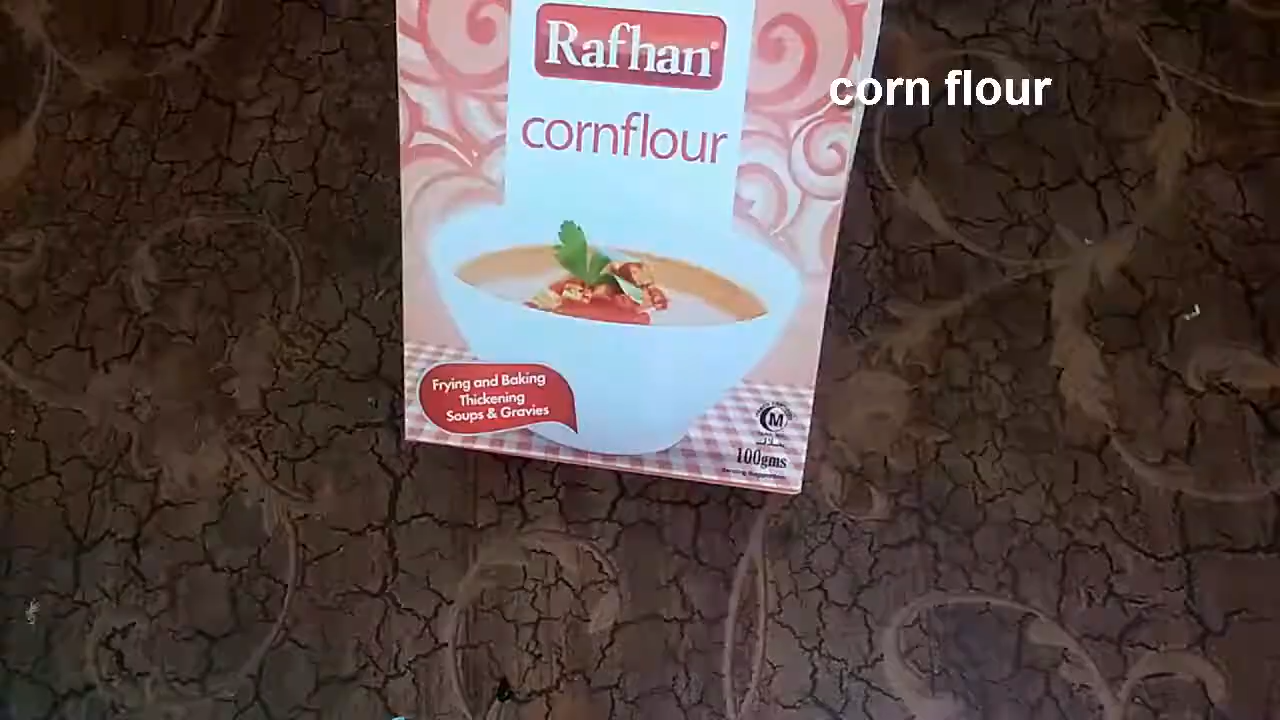 Rafhan
cornflour
corn flour
Frying and Baking
Thickening
Soups & Gravies
M
100gms